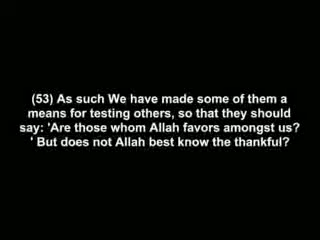 (53) As such We have made some of them a
means for testing others, so that they should
say: 'Are those whom Allah favors amongst us?
' But does not Allah best know the thankful?